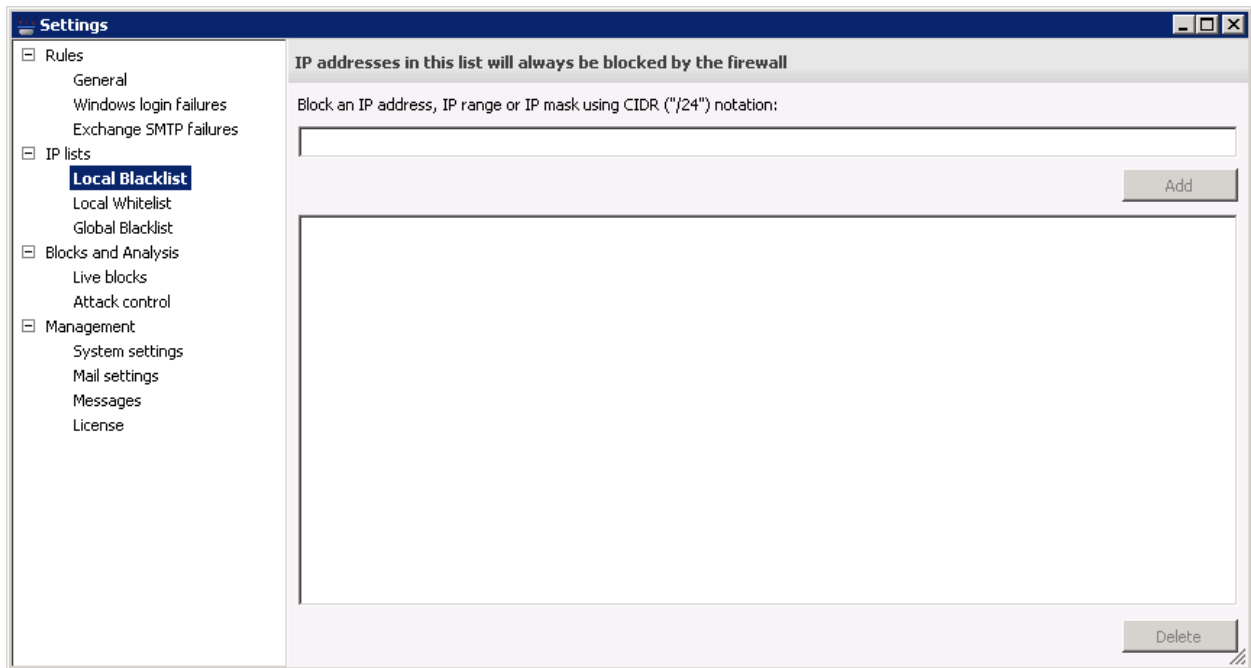 Settings
Rules
General
Windows login failures
Exchange SMTP failures
IP lists
Local Blacklist
Local Whitelist
Global Blacklist
Blocks and Analysis
Live blocks
Attack control
Management
System settings
Mail settings
Messages
License
IP addresses in this list will always be blocked by the firewall
Block an IP address, IP range or IP mask using CIDR ("/24") notation:
Add
Delete